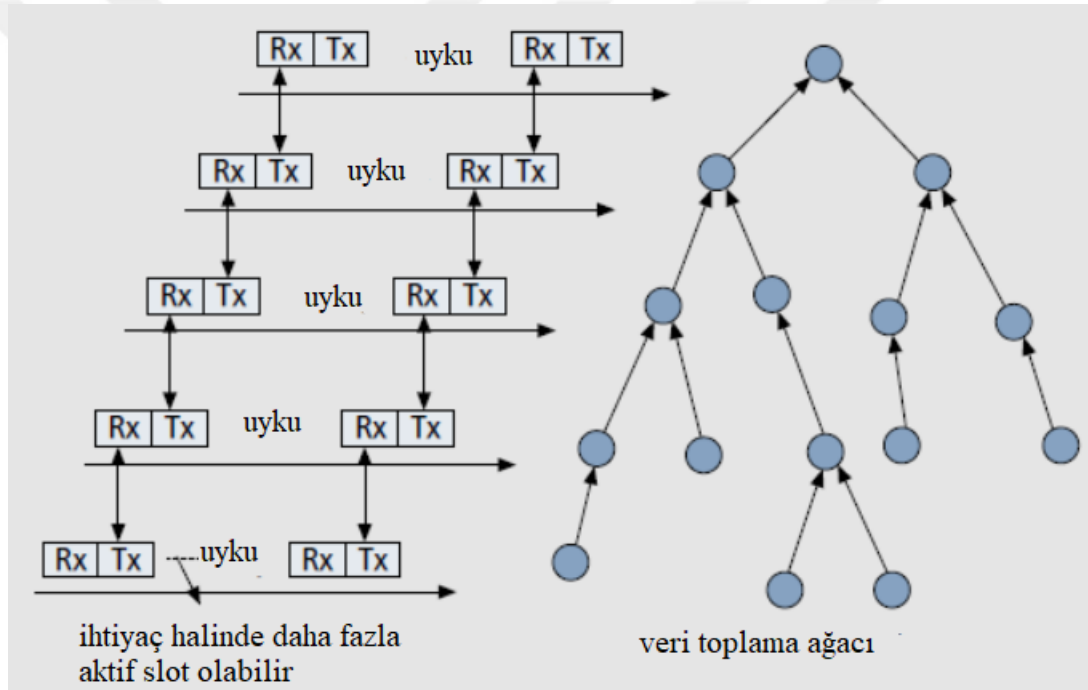 Rx Tx uyku Rx Tx
Rx Tx uyku Rx Tx
Rx Tx uyku Rx Tx
Rx Tx uyku Rx Tx
Rx Tx uyku Rx Tx
ihtiyaç halinde daha fazla
aktif slot olabilir
veri toplama ağacı